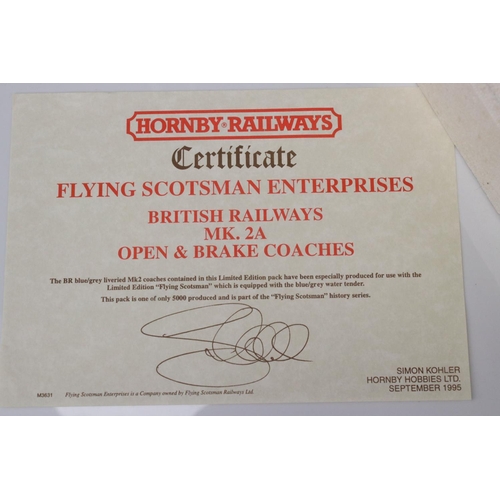 HORNBY® RAILWAYS
Certificate
FLYING SCOTSMAN ENTERPRISES
BRITISH RAILWAYS
MK. 2A
OPEN & BRAKE COACHES
The BR blue/grey liveried Mk2 coaches contained in this Limited Edition pack have been especially produced for use with the
Limited Edition "Flying Scotsman" which is equipped with the blue/grey water tender.
This pack is one of only 5000 produced and is part of the "Flying Scotsman" history series.
SIMON KOHLER
HORNBY HOBBIES LTD.
SEPTEMBER 1995
M3631 Flying Scotsman Enterprises is a Company owned by Flying Scotsman Railways Ltd.